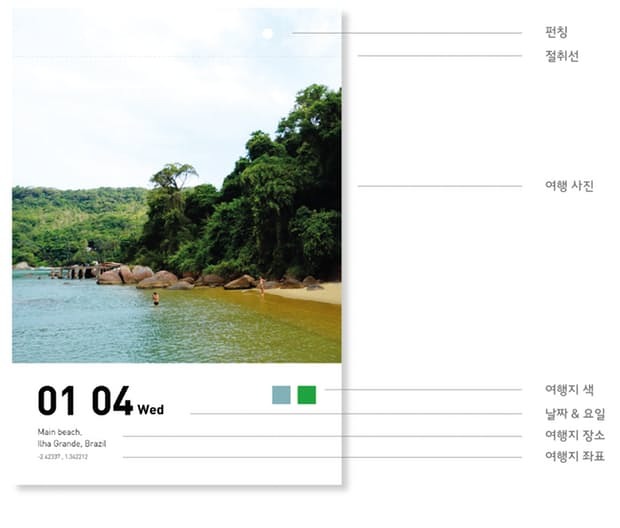 펀칭
절취선
여행 사진
01 04 Wed
여행지 색
날짜 & 요일
Main beach,
Ilha Grande, Brazil
여행지 장소
-2.42337 , 1.342212
여행지 좌표